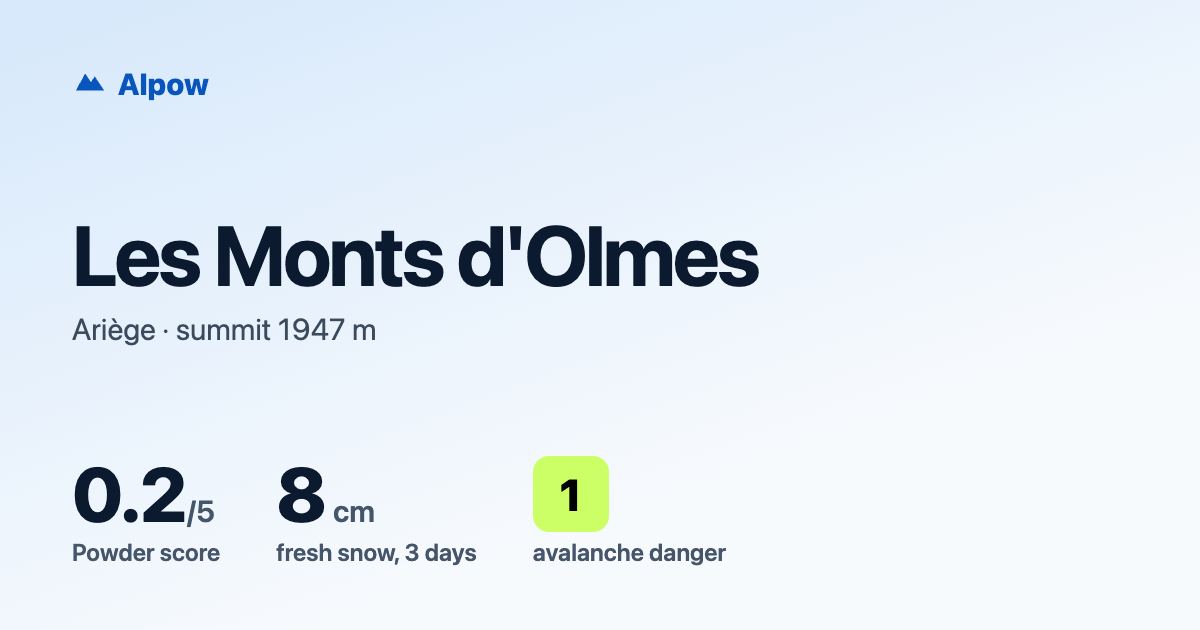 Alpow
Les Monts d'Olmes
Ariège · summit 1947 m
0.2/5
Powder score
8 cm
fresh snow, 3 days
1
avalanche danger